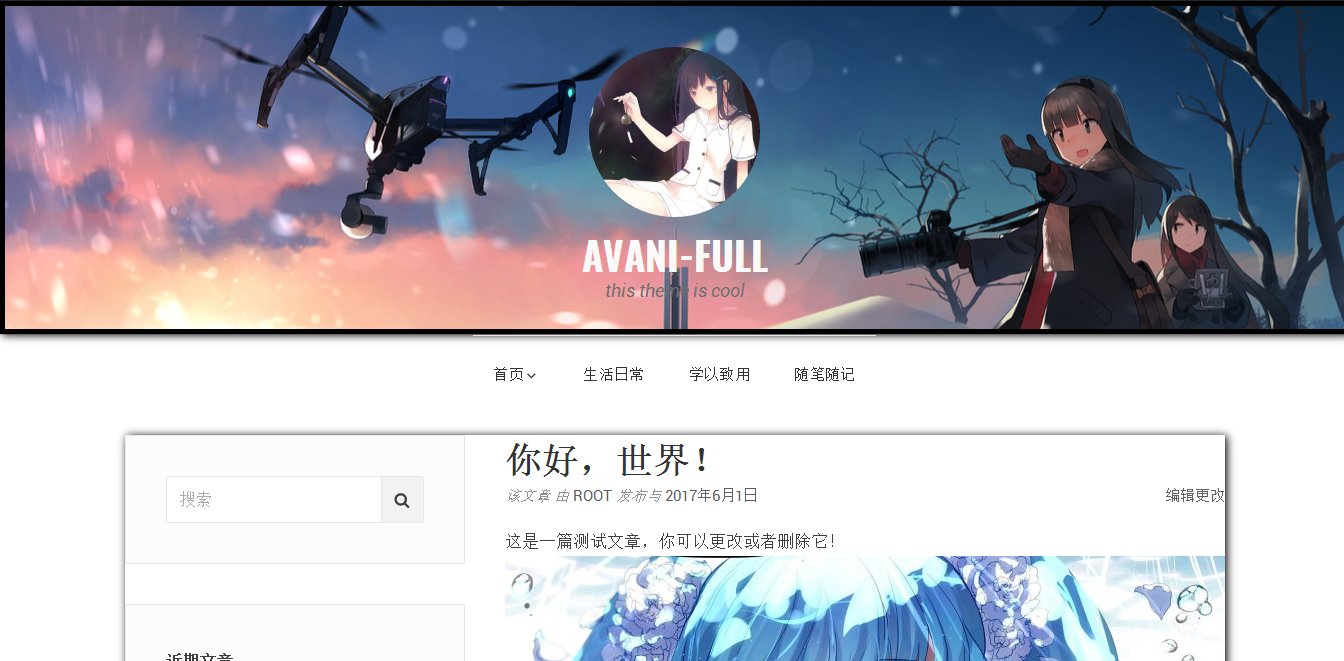 AVANI-FULL
this theme is cool
首页 生活日常 学以致用 随笔随记
搜索
你好，世界！
该文章 由 ROOT 发布与 2017年6月1日 编辑更改
这是一篇测试文章，你可以更改或者删除它！
近期文章